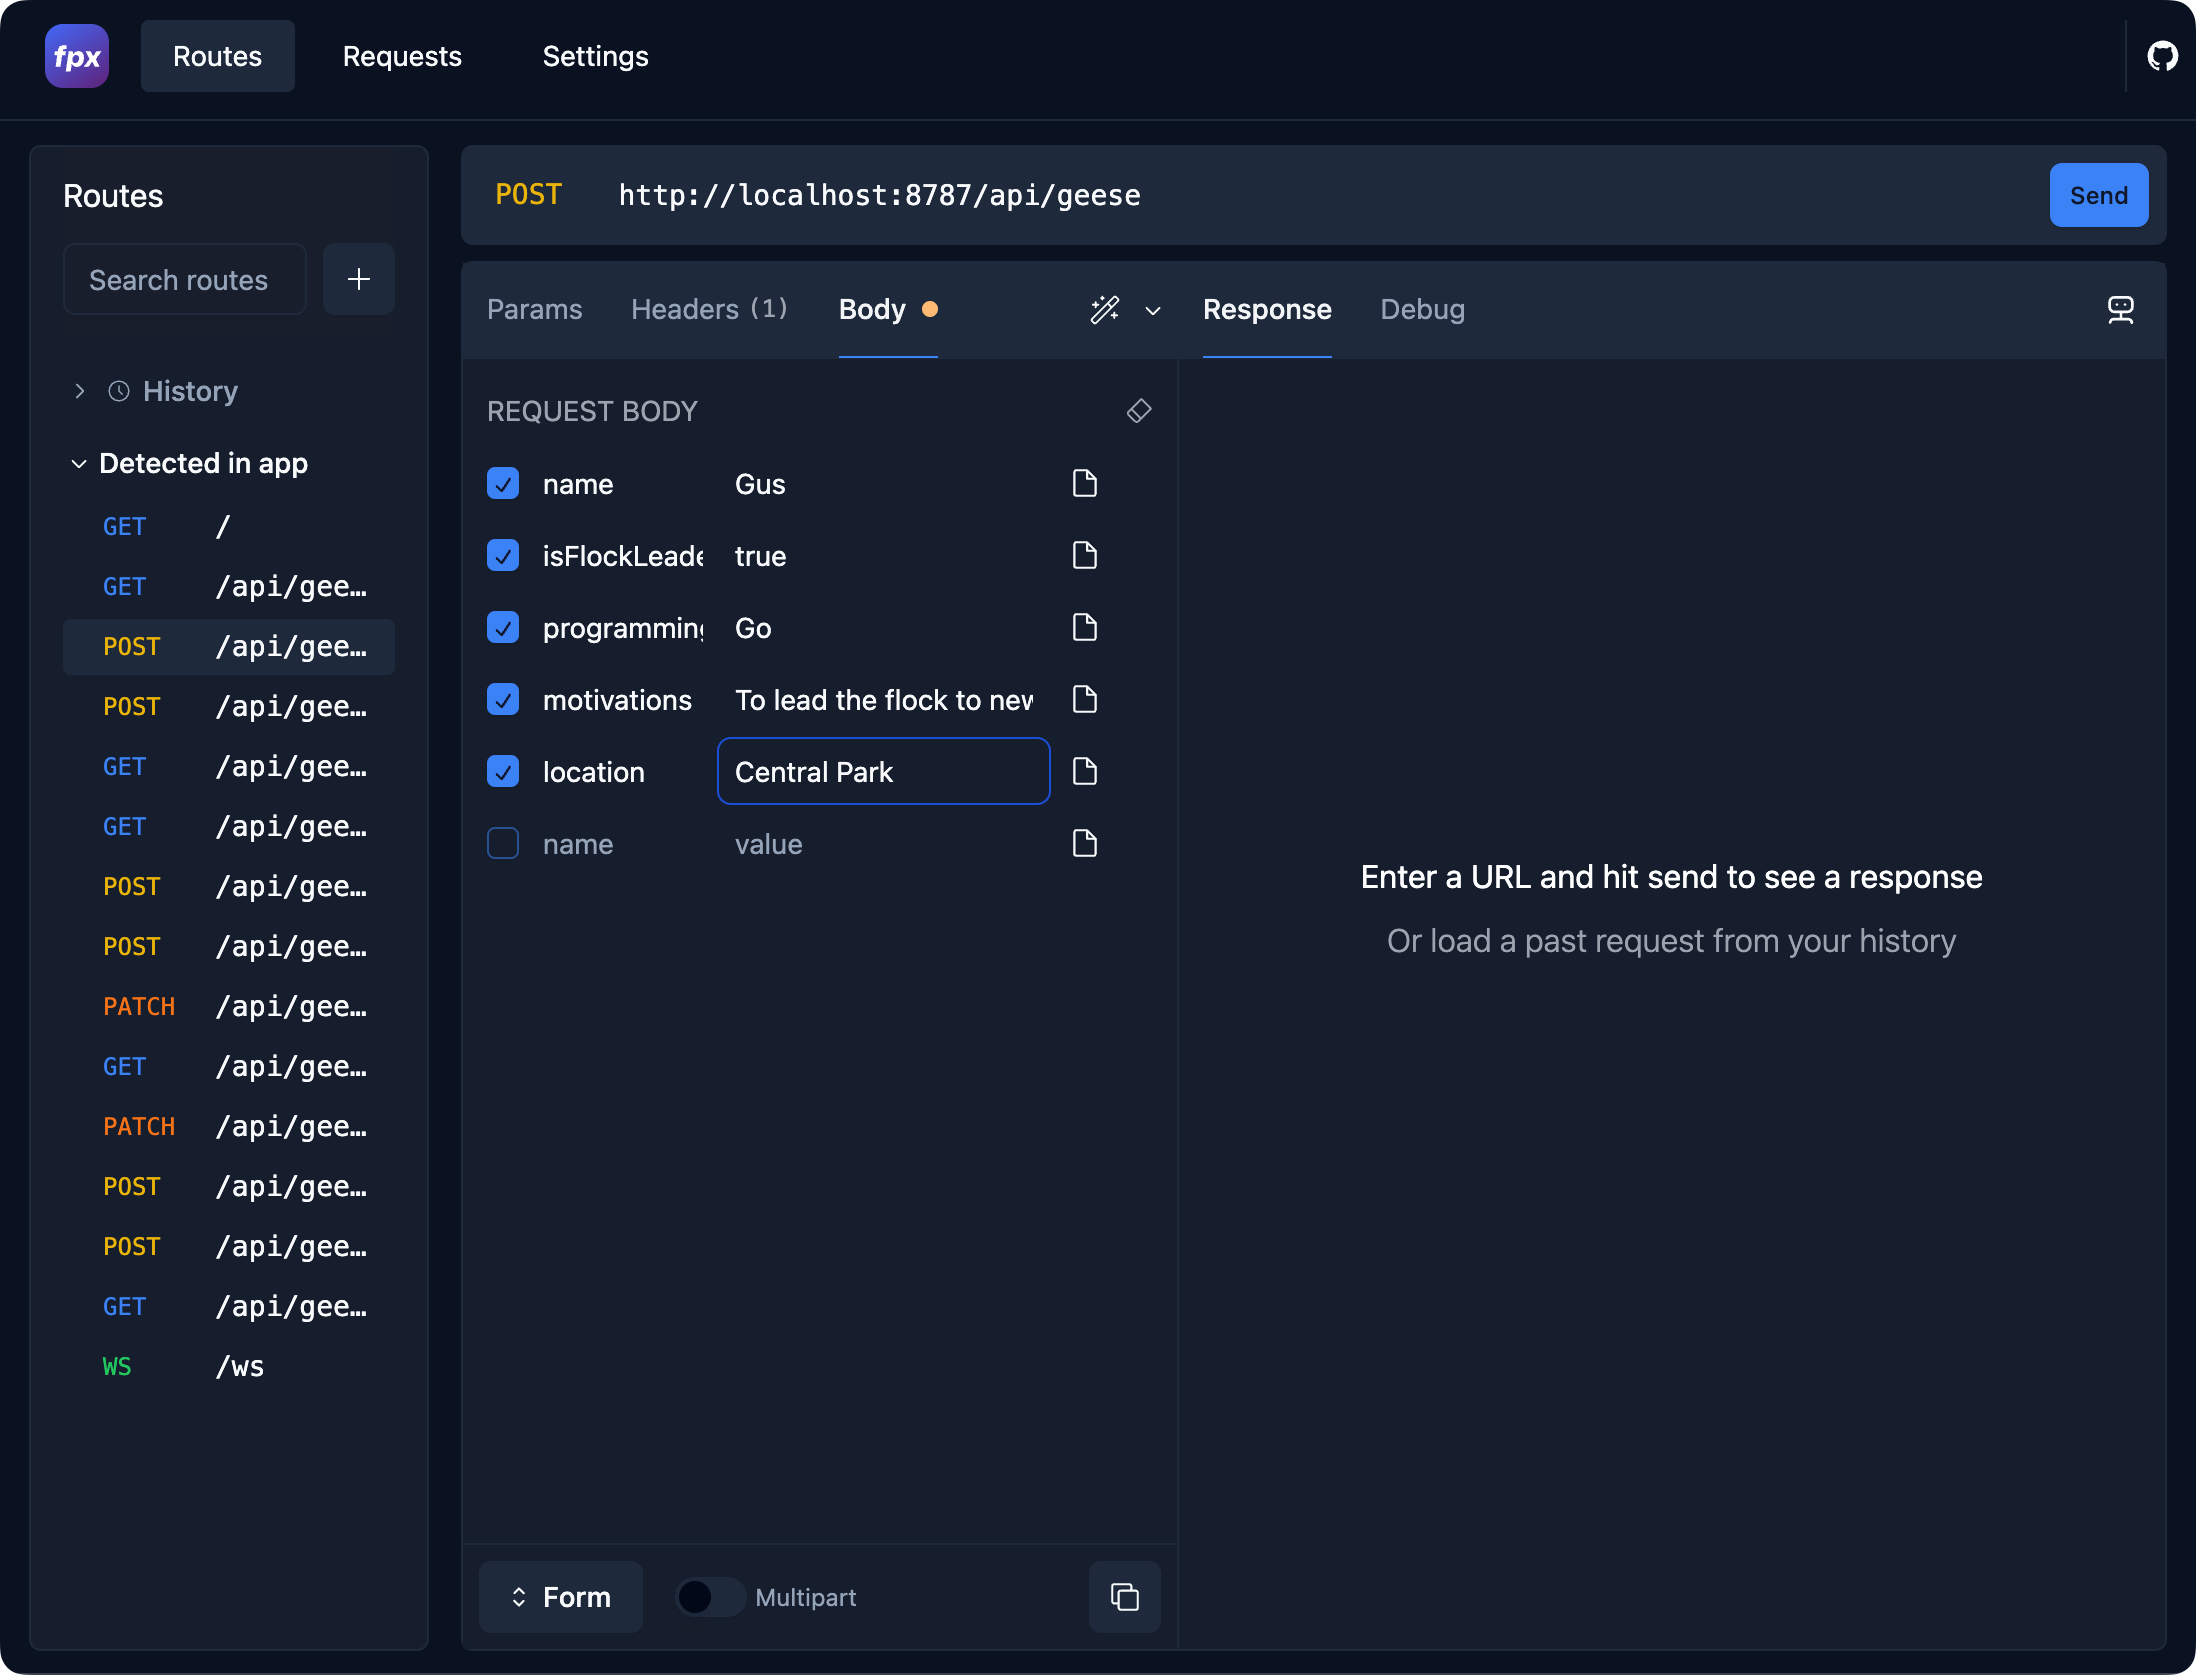 fpx Routes Requests Settings
Routes
Search routes
History
Detected in app
GET /
GET /api/gee…
POST /api/gee…
POST /api/gee…
GET /api/gee…
GET /api/gee…
POST /api/gee…
POST /api/gee…
PATCH /api/gee…
GET /api/gee…
PATCH /api/gee…
POST /api/gee…
POST /api/gee…
GET /api/gee…
WS /ws
POST http://localhost:8787/api/geese Send
Params Headers (1) Body
REQUEST BODY
name Gus
isFlockLeade true
programming Go
motivations To lead the flock to new
location Central Park
name value
Form Multipart
Response Debug
Enter a URL and hit send to see a response
Or load a past request from your history